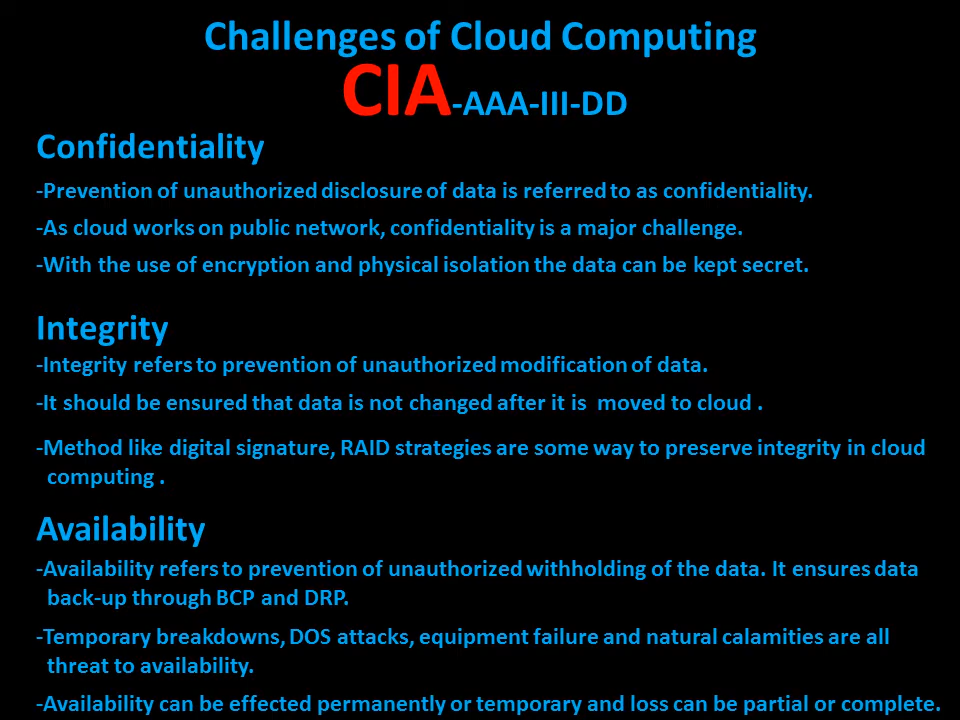 Challenges of Cloud Computing
CIA-AAA-III-DD
Confidentiality
-Prevention of unauthorized disclosure of data is referred to as confidentiality.
-As cloud works on public network, confidentiality is a major challenge.
-With the use of encryption and physical isolation the data can be kept secret.
Integrity
-Integrity refers to prevention of unauthorized modification of data.
-It should be ensured that data is not changed after it is  moved to cloud .
-Method like digital signature, RAID strategies are some way to preserve integrity in cloud
computing .
Availability
-Availability refers to prevention of unauthorized withholding of the data. It ensures data
back-up through BCP and DRP.
-Temporary breakdowns, DOS attacks, equipment failure and natural calamities are all
threat to availability.
-Availability can be effected permanently or temporary and loss can be partial or complete.